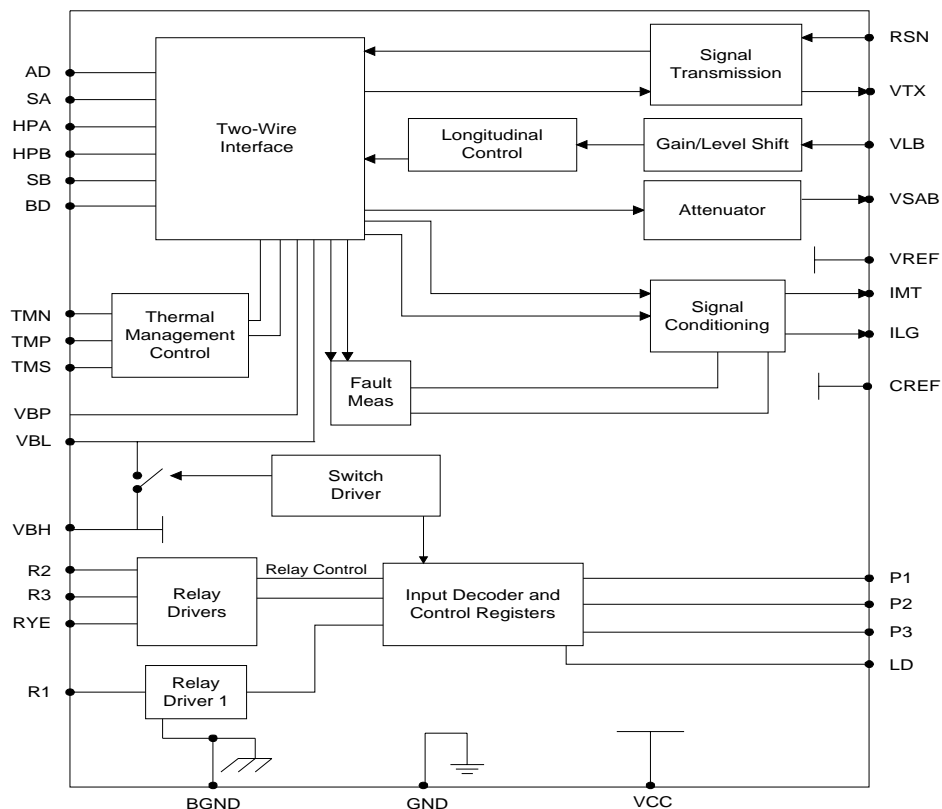 RSN
Signal
Transmission
AD
VTX
SA
HPA
Two-Wire
Interface
Longitudinal
Control
Gain/Level Shift
VLB
HPB
SB
BD
Attenuator
VSAB
VREF
IMT
TMN
Thermal
Management
Control
Signal
Conditioning
TMP
ILG
TMS
Fault
Meas
CREF
VBP
VBL
Switch
Driver
VBH
R2
Relay Control
R3
Relay
Drivers
Input Decoder and
Control Registers
P1
P2
RYE
P3
LD
R1
Relay
Driver 1
BGND
GND
VCC